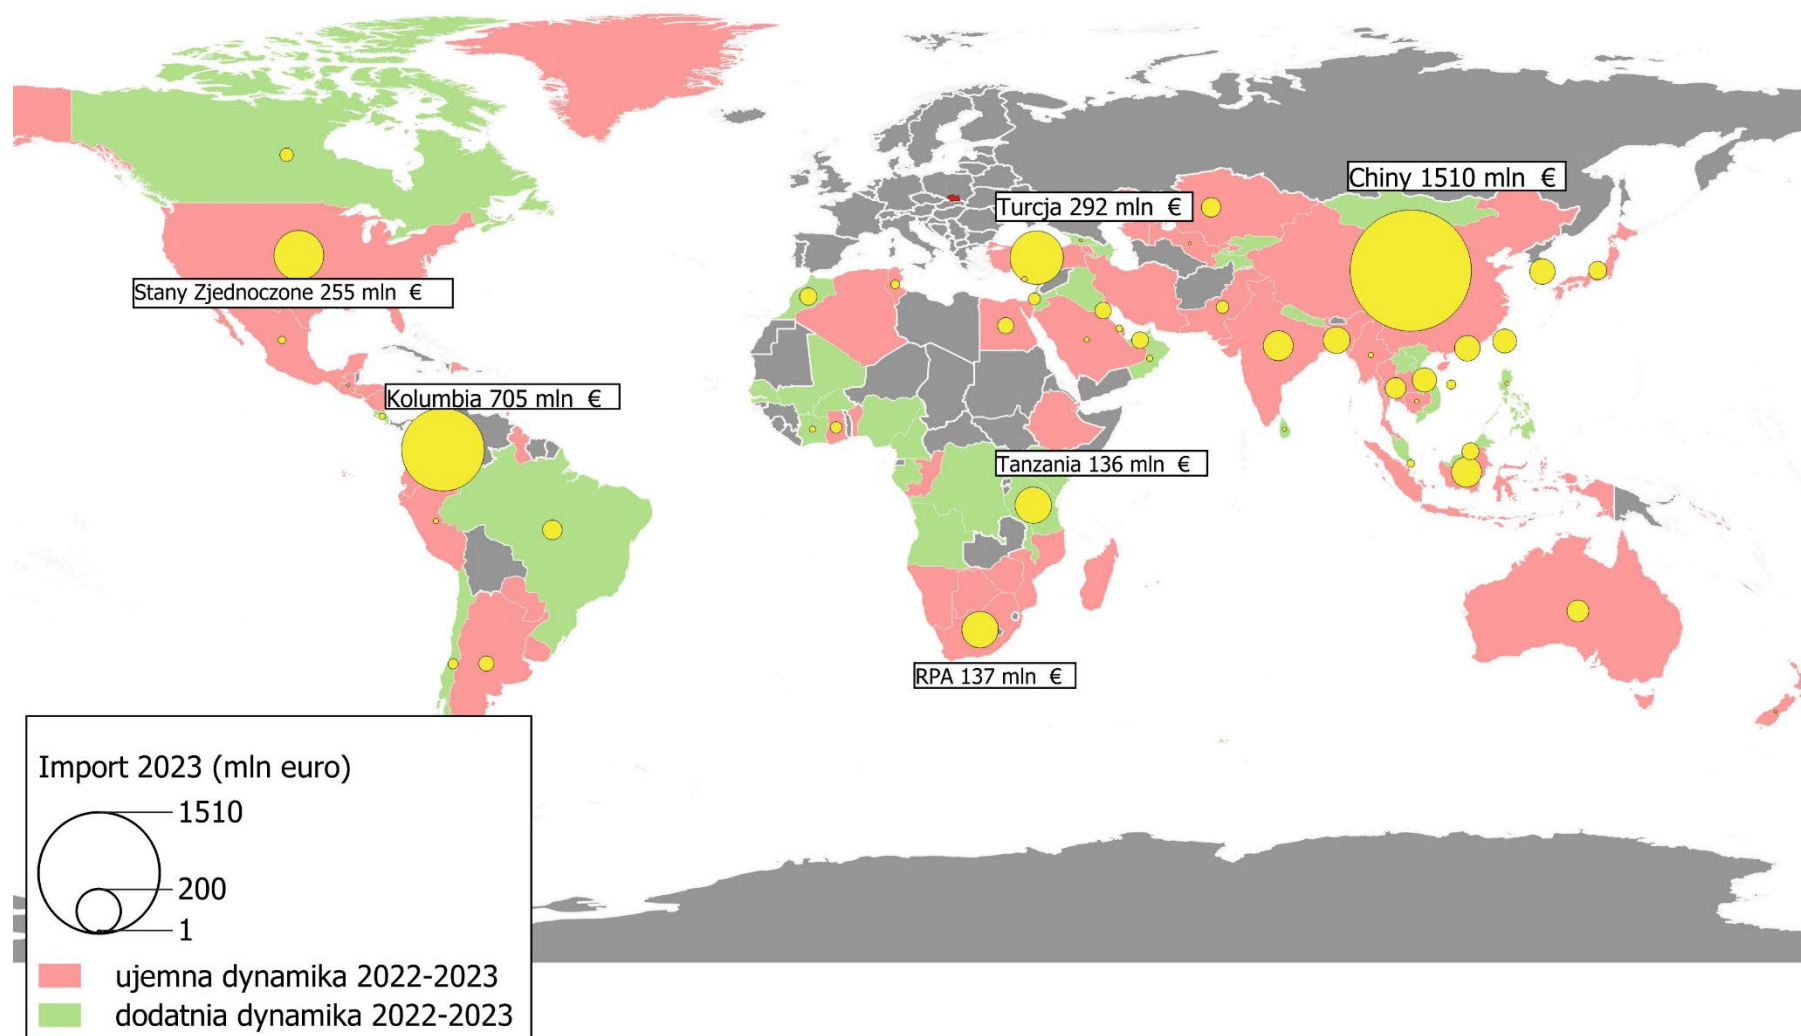 Chiny 1510 mln €
Turcja 292 mln €
Stany Zjednoczone 255 mln €
Kolumbia 705 mln €
Tanzania 136 mln €
RPA 137 mln €
Import 2023 (mln euro)
1510
200
1
ujemna dynamika 2022-2023
dodatnia dynamika 2022-2023